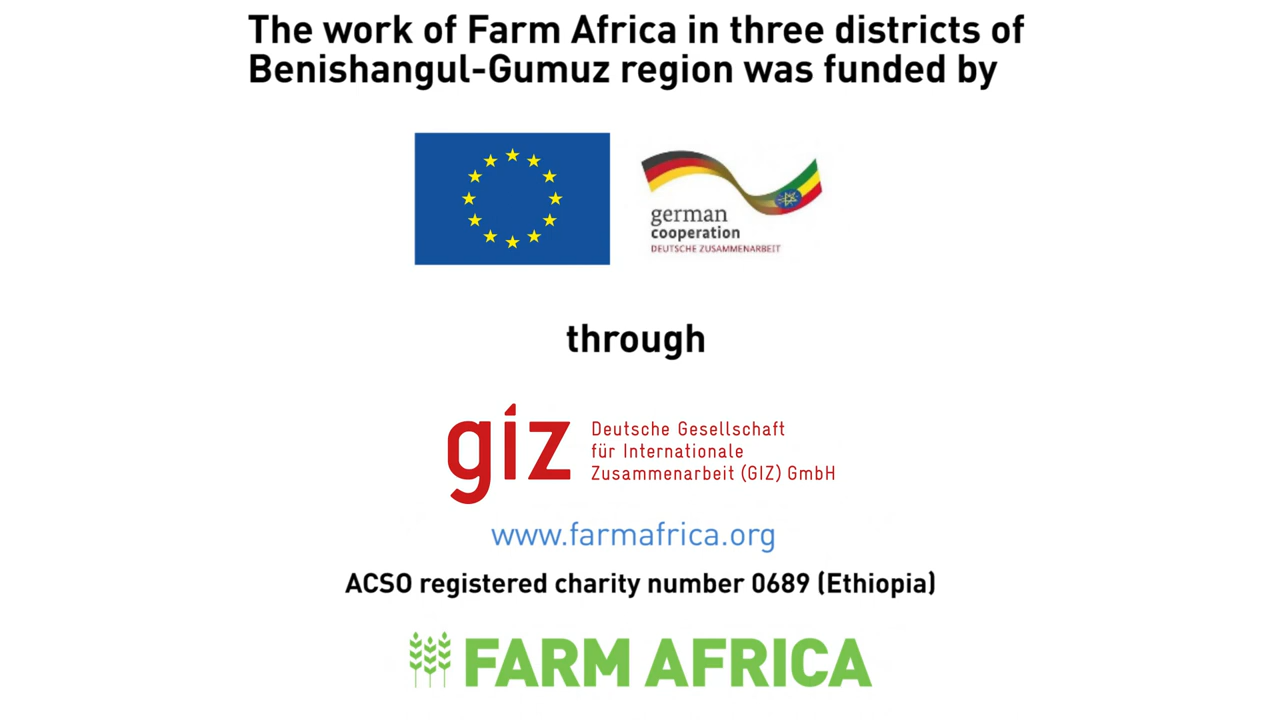 The work of Farm Africa in three districts of
Benishangul-Gumuz region was funded by
german
cooperation
DEUTSCHE ZUSAMMENARBEIT
through
giz
Deutsche Gesellschaft
für Internationale
Zusammenarbeit (GIZ) GmbH
www.farmafrica.org
ACSO registered charity number 0689 (Ethiopia)
FARM AFRICA